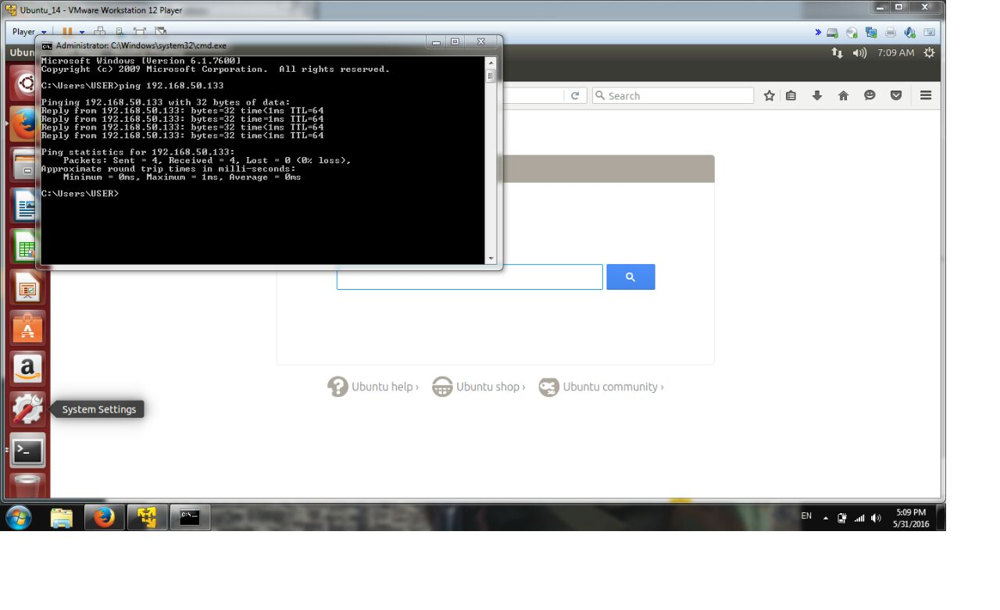 Ubuntu_14 - VMware Workstation 12 Player
Player
Administrator: C:\Windows\system32\cmd.exe
Ubun
7:09 AM
Microsoft Windows [Version 6.1.7600]
Copyright (c) 2009 Microsoft Corporation.  All rights reserved.
C:\Users\USER>ping 192.168.50.133
Pinging 192.168.50.133 with 32 bytes of data:
Reply from 192.168.50.133: bytes=32 time<1ms TTL=64
Reply from 192.168.50.133: bytes=32 time=1ms TTL=64
Reply from 192.168.50.133: bytes=32 time<1ms TTL=64
Reply from 192.168.50.133: bytes=32 time<1ms TTL=64
Ping statistics for 192.168.50.133:
Packets: Sent = 4, Received = 4, Lost = 0 (0% loss),
Approximate round trip times in milli-seconds:
Minimum = 0ms, Maximum = 1ms, Average = 0ms
C:\Users\USER>
Search
Ubuntu help ›
Ubuntu shop ›
Ubuntu community ›
System Settings
EN
5:09 PM
5/31/2016